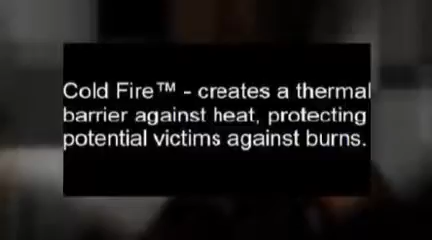 Cold Fire™ - creates a thermal
barrier against heat, protecting
potential victims against burns.